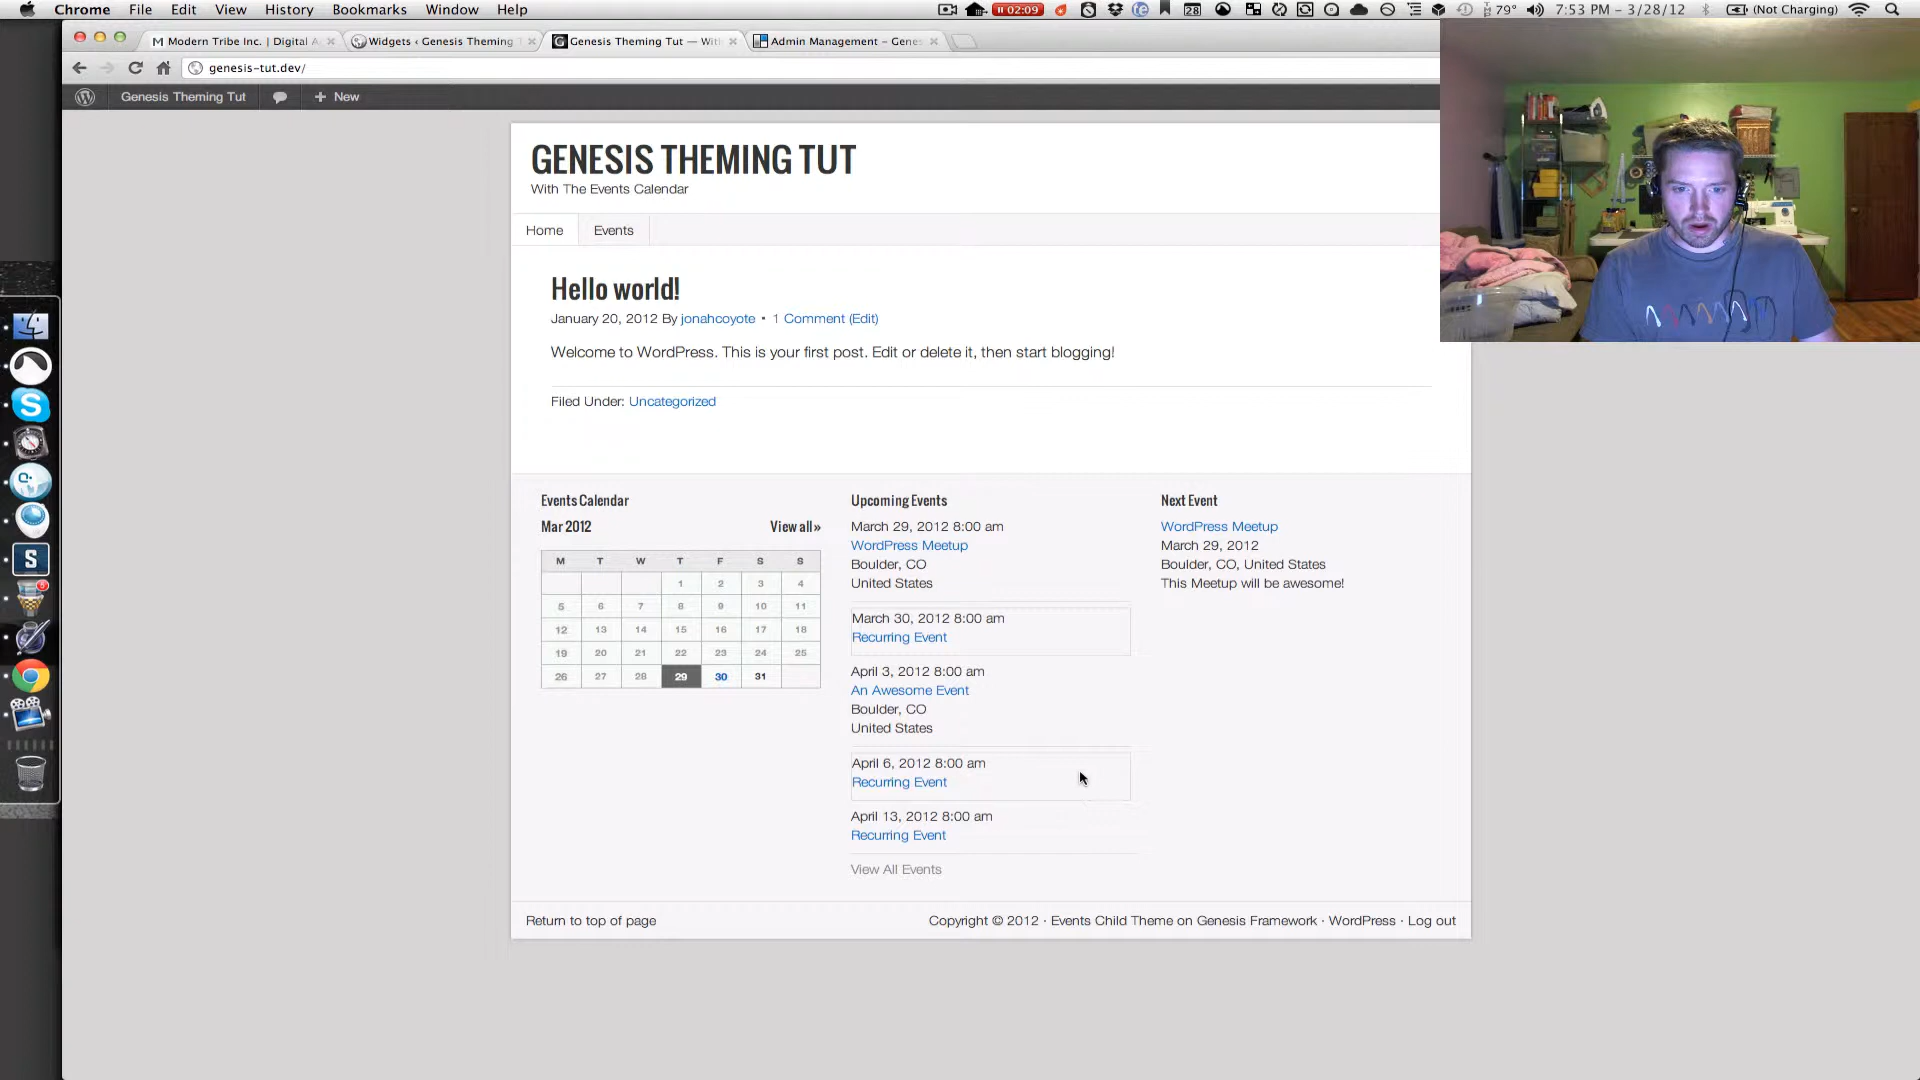 Chrome File Edit View History Bookmarks Window Help 02:09 28 79° 7:53 PM – 3/28/12 (Not Charging)
Modern Tribe Inc. | Digital A Widgets ‹ Genesis Theming T Genesis Theming Tut — Wit Admin Management – Gene
genesis-tut.dev/
Genesis Theming Tut + New
GENESIS THEMING TUT
With The Events Calendar
Home Events
Hello world!
January 20, 2012 By jonahcoyote • 1 Comment (Edit)
Welcome to WordPress. This is your first post. Edit or delete it, then start blogging!
Filed Under: Uncategorized
Events Calendar
Mar 2012 View all »
M T W T F S S
1 2 3 4
5 6 7 8 9 10 11
12 13 14 15 16 17 18
19 20 21 22 23 24 25
26 27 28 29 30 31
Upcoming Events
March 29, 2012 8:00 am
WordPress Meetup
Boulder, CO
United States
March 30, 2012 8:00 am
Recurring Event
April 3, 2012 8:00 am
An Awesome Event
Boulder, CO
United States
April 6, 2012 8:00 am
Recurring Event
April 13, 2012 8:00 am
Recurring Event
View All Events
Next Event
WordPress Meetup
March 29, 2012
Boulder, CO, United States
This Meetup will be awesome!
Return to top of page
Copyright © 2012 · Events Child Theme on Genesis Framework · WordPress · Log out